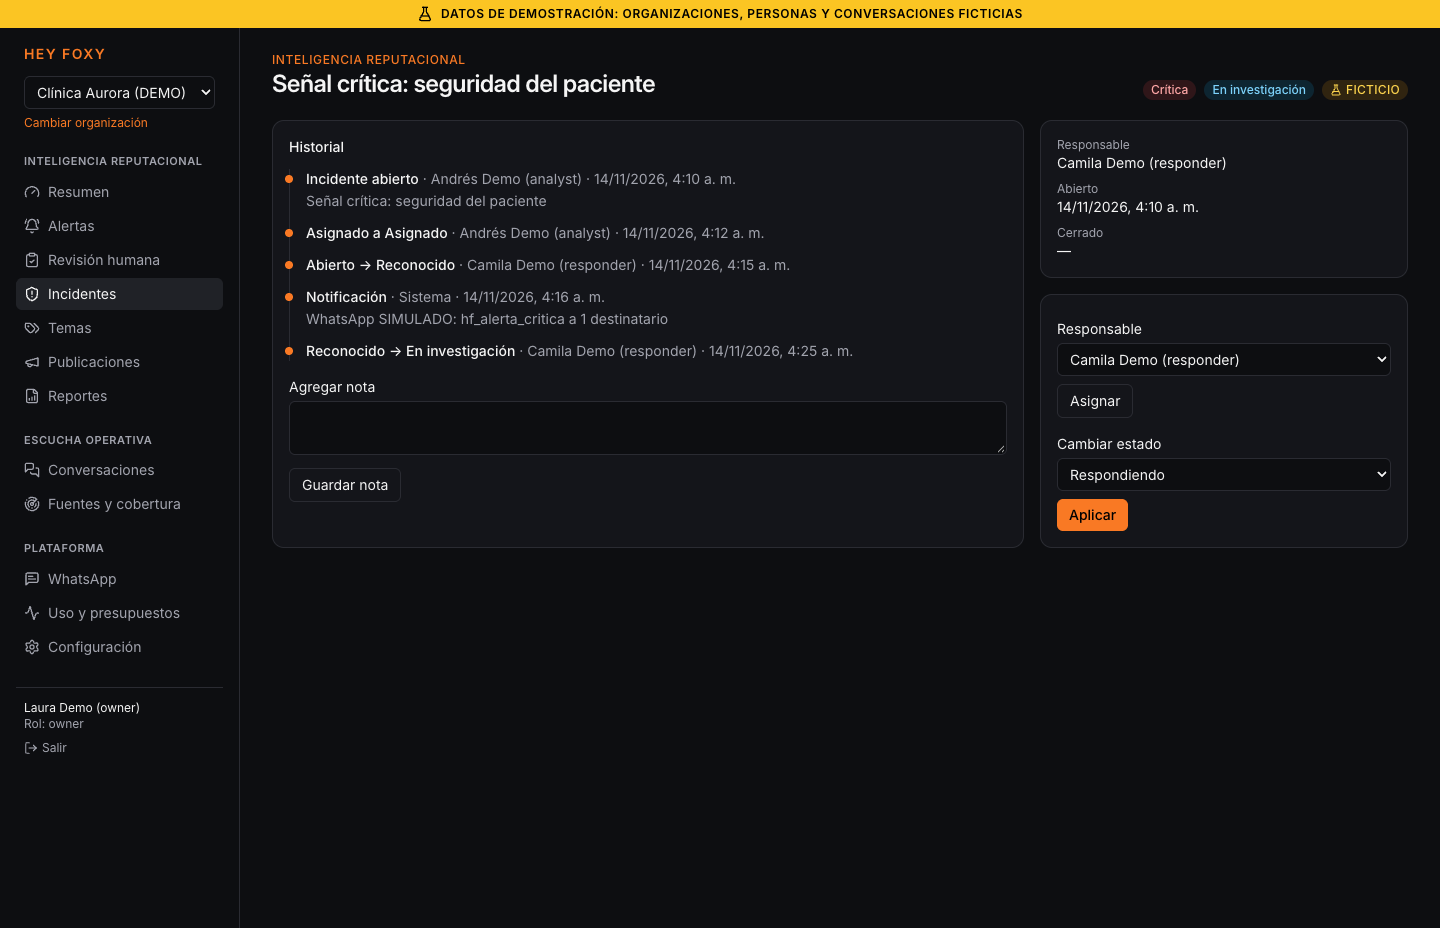 DATOS DE DEMOSTRACIÓN: ORGANIZACIONES, PERSONAS Y CONVERSACIONES FICTICIAS
HEY FOXY
Clínica Aurora (DEMO)
Cambiar organización
INTELIGENCIA REPUTACIONAL
Resumen
Alertas
Revisión humana
Incidentes
Temas
Publicaciones
Reportes
ESCUCHA OPERATIVA
Conversaciones
Fuentes y cobertura
PLATAFORMA
WhatsApp
Uso y presupuestos
Configuración
Laura Demo (owner)
Rol: owner
Salir
INTELIGENCIA REPUTACIONAL
Señal crítica: seguridad del paciente
Crítica
En investigación
FICTICIO
Historial
Incidente abierto · Andrés Demo (analyst) · 14/11/2026, 4:10 a. m.
Señal crítica: seguridad del paciente
Asignado a Asignado · Andrés Demo (analyst) · 14/11/2026, 4:12 a. m.
Abierto → Reconocido · Camila Demo (responder) · 14/11/2026, 4:15 a. m.
Notificación · Sistema · 14/11/2026, 4:16 a. m.
WhatsApp SIMULADO: hf_alerta_critica a 1 destinatario
Reconocido → En investigación · Camila Demo (responder) · 14/11/2026, 4:25 a. m.
Agregar nota
Guardar nota
Responsable
Camila Demo (responder)
Abierto
14/11/2026, 4:10 a. m.
Cerrado
—
Responsable
Camila Demo (responder)
Asignar
Cambiar estado
Respondiendo
Aplicar